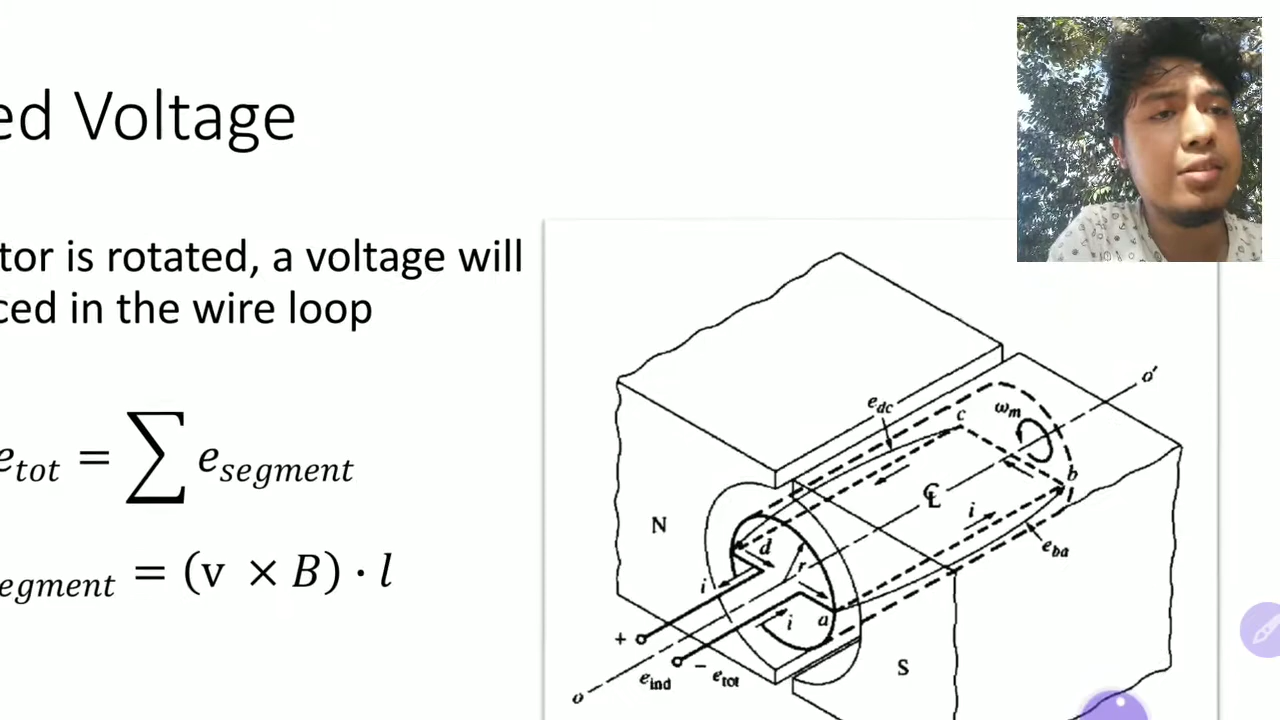 ed Voltage
tor is rotated, a voltage will
ced in the wire loop
e_tot = ∑ e_segment
egment = (v × B) · l
N
S
e_dc
c
ω_m
o'
b
℄
i
e_ba
d
r
i
a
i
+
−
e_ind
e_tot
o